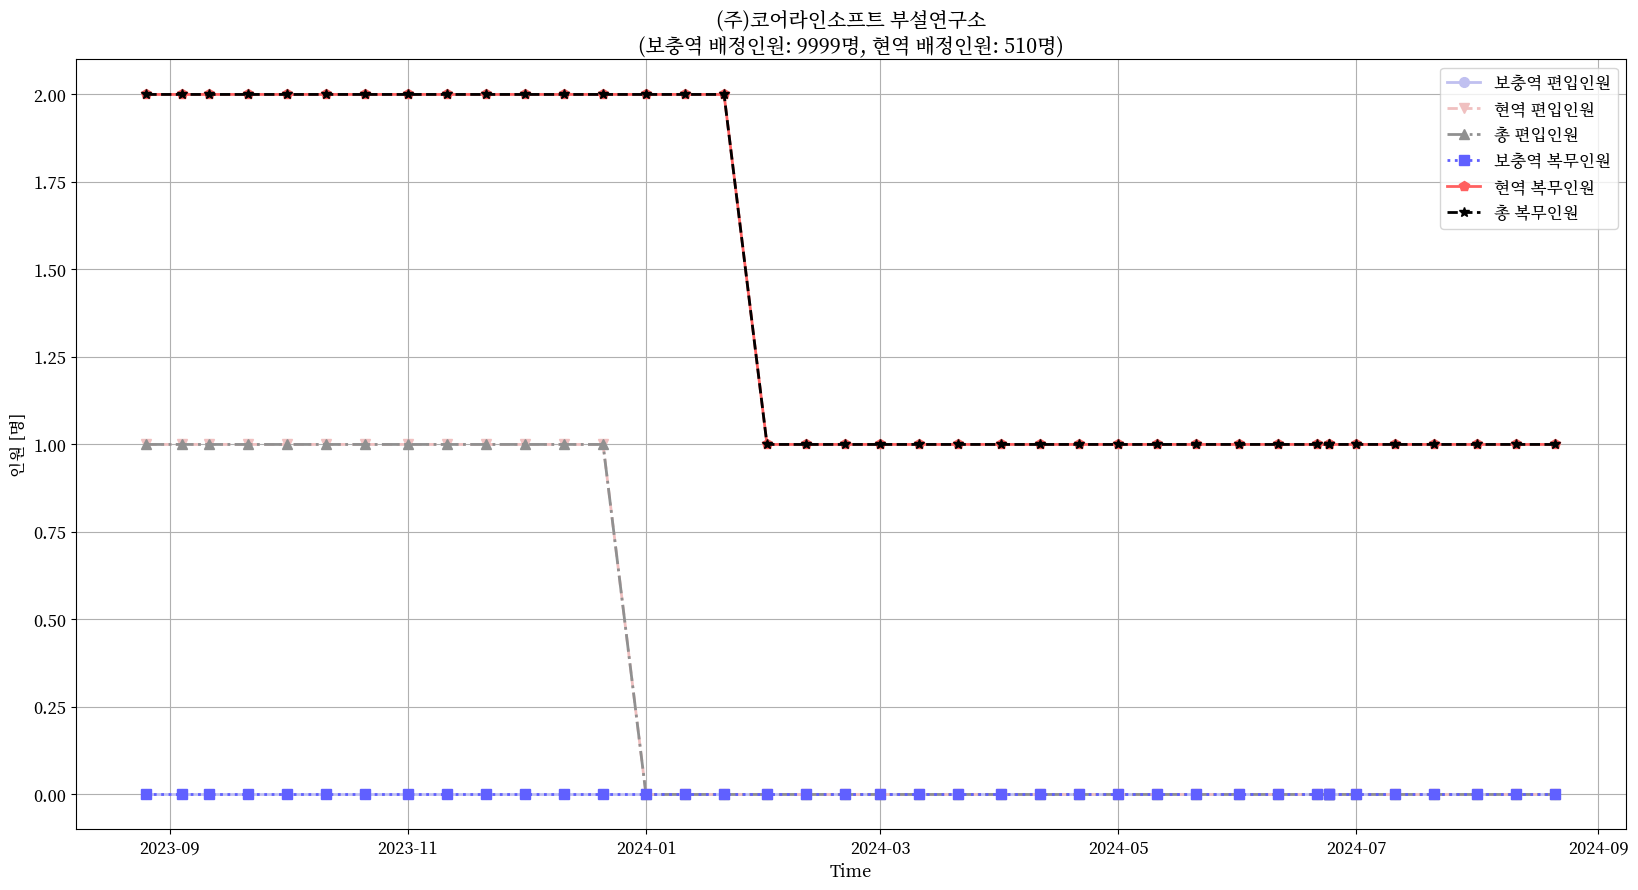 (주)코어라인소프트 부설연구소
(보충역 배정인원: 9999명, 현역 배정인원: 510명)
보충역 편입인원
현역 편입인원
총 편입인원
보충역 복무인원
현역 복무인원
총 복무인원
2.00
1.75
1.50
1.25
1.00
0.75
0.50
0.25
0.00
인원 [명]
2023-09
2023-11
2024-01
2024-03
2024-05
2024-07
2024-09
Time